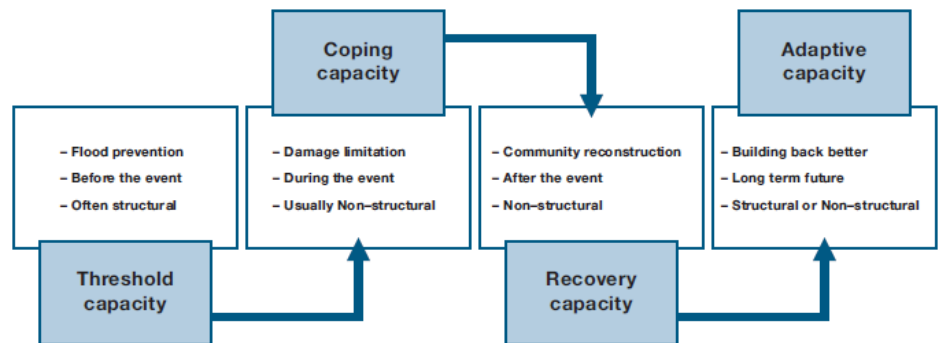 Coping
capacity
Adaptive
capacity
– Flood prevention
– Before the event
– Often structural
– Damage limitation
– During the event
– Usually Non–structural
– Community reconstruction
– After the event
– Non–structural
– Building back better
– Long term future
– Structural or Non–structural
Threshold
capacity
Recovery
capacity